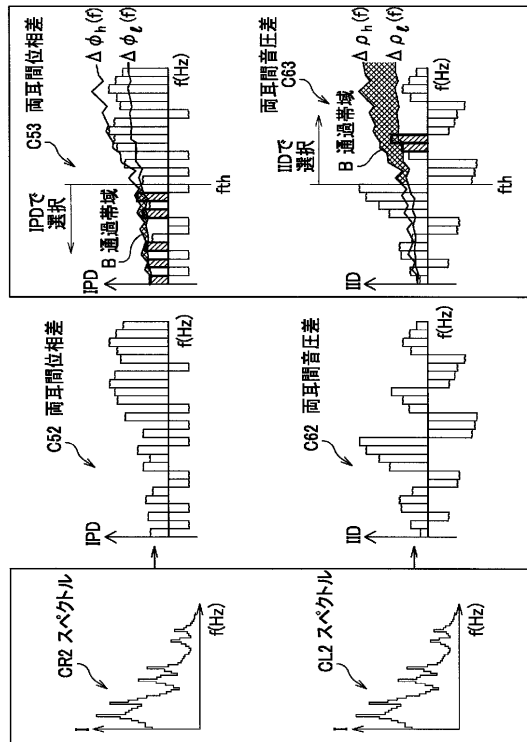 CR2 スペクトル
I
f(Hz)
CL2 スペクトル
I
f(Hz)
C52 両耳間位相差
IPD
f(Hz)
C62 両耳間音圧差
IID
f(Hz)
C53 両耳間位相差
IPDで
選択
B 通過帯域
IPD
Δφh(f)
Δφℓ(f)
f(Hz)
fth
C63 両耳間音圧差
IIDで
選択
B 通過帯域
IID
Δρh(f)
Δρℓ(f)
f(Hz)
fth